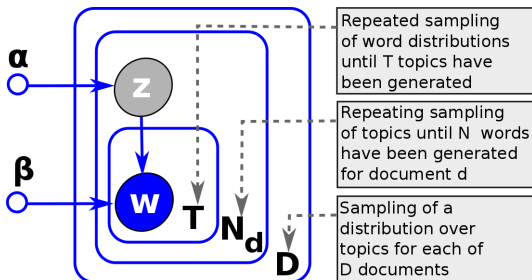 α
β
z
w
T
N d
D
Repeated sampling
of word distributions
until T topics have
been generated
Repeating sampling
of topics until N words
have been generated
for document d
Sampling of a
distribution over
topics for each of
D documents